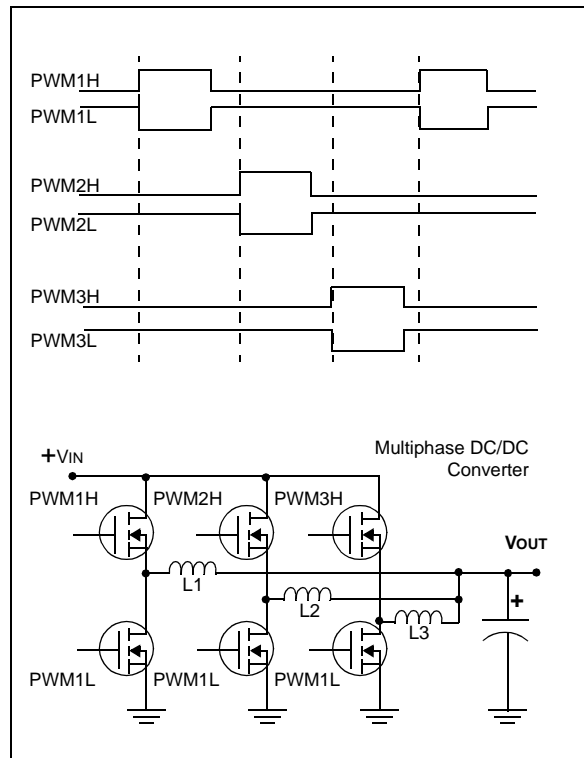 PWM1H
PWM1L
PWM2H
PWM2L
PWM3H
PWM3L
Multiphase DC/DC
Converter
+VIN
PWM1H PWM2H PWM3H
VOUT
L1
L2
L3
+
PWM1L PWM1L PWM1L